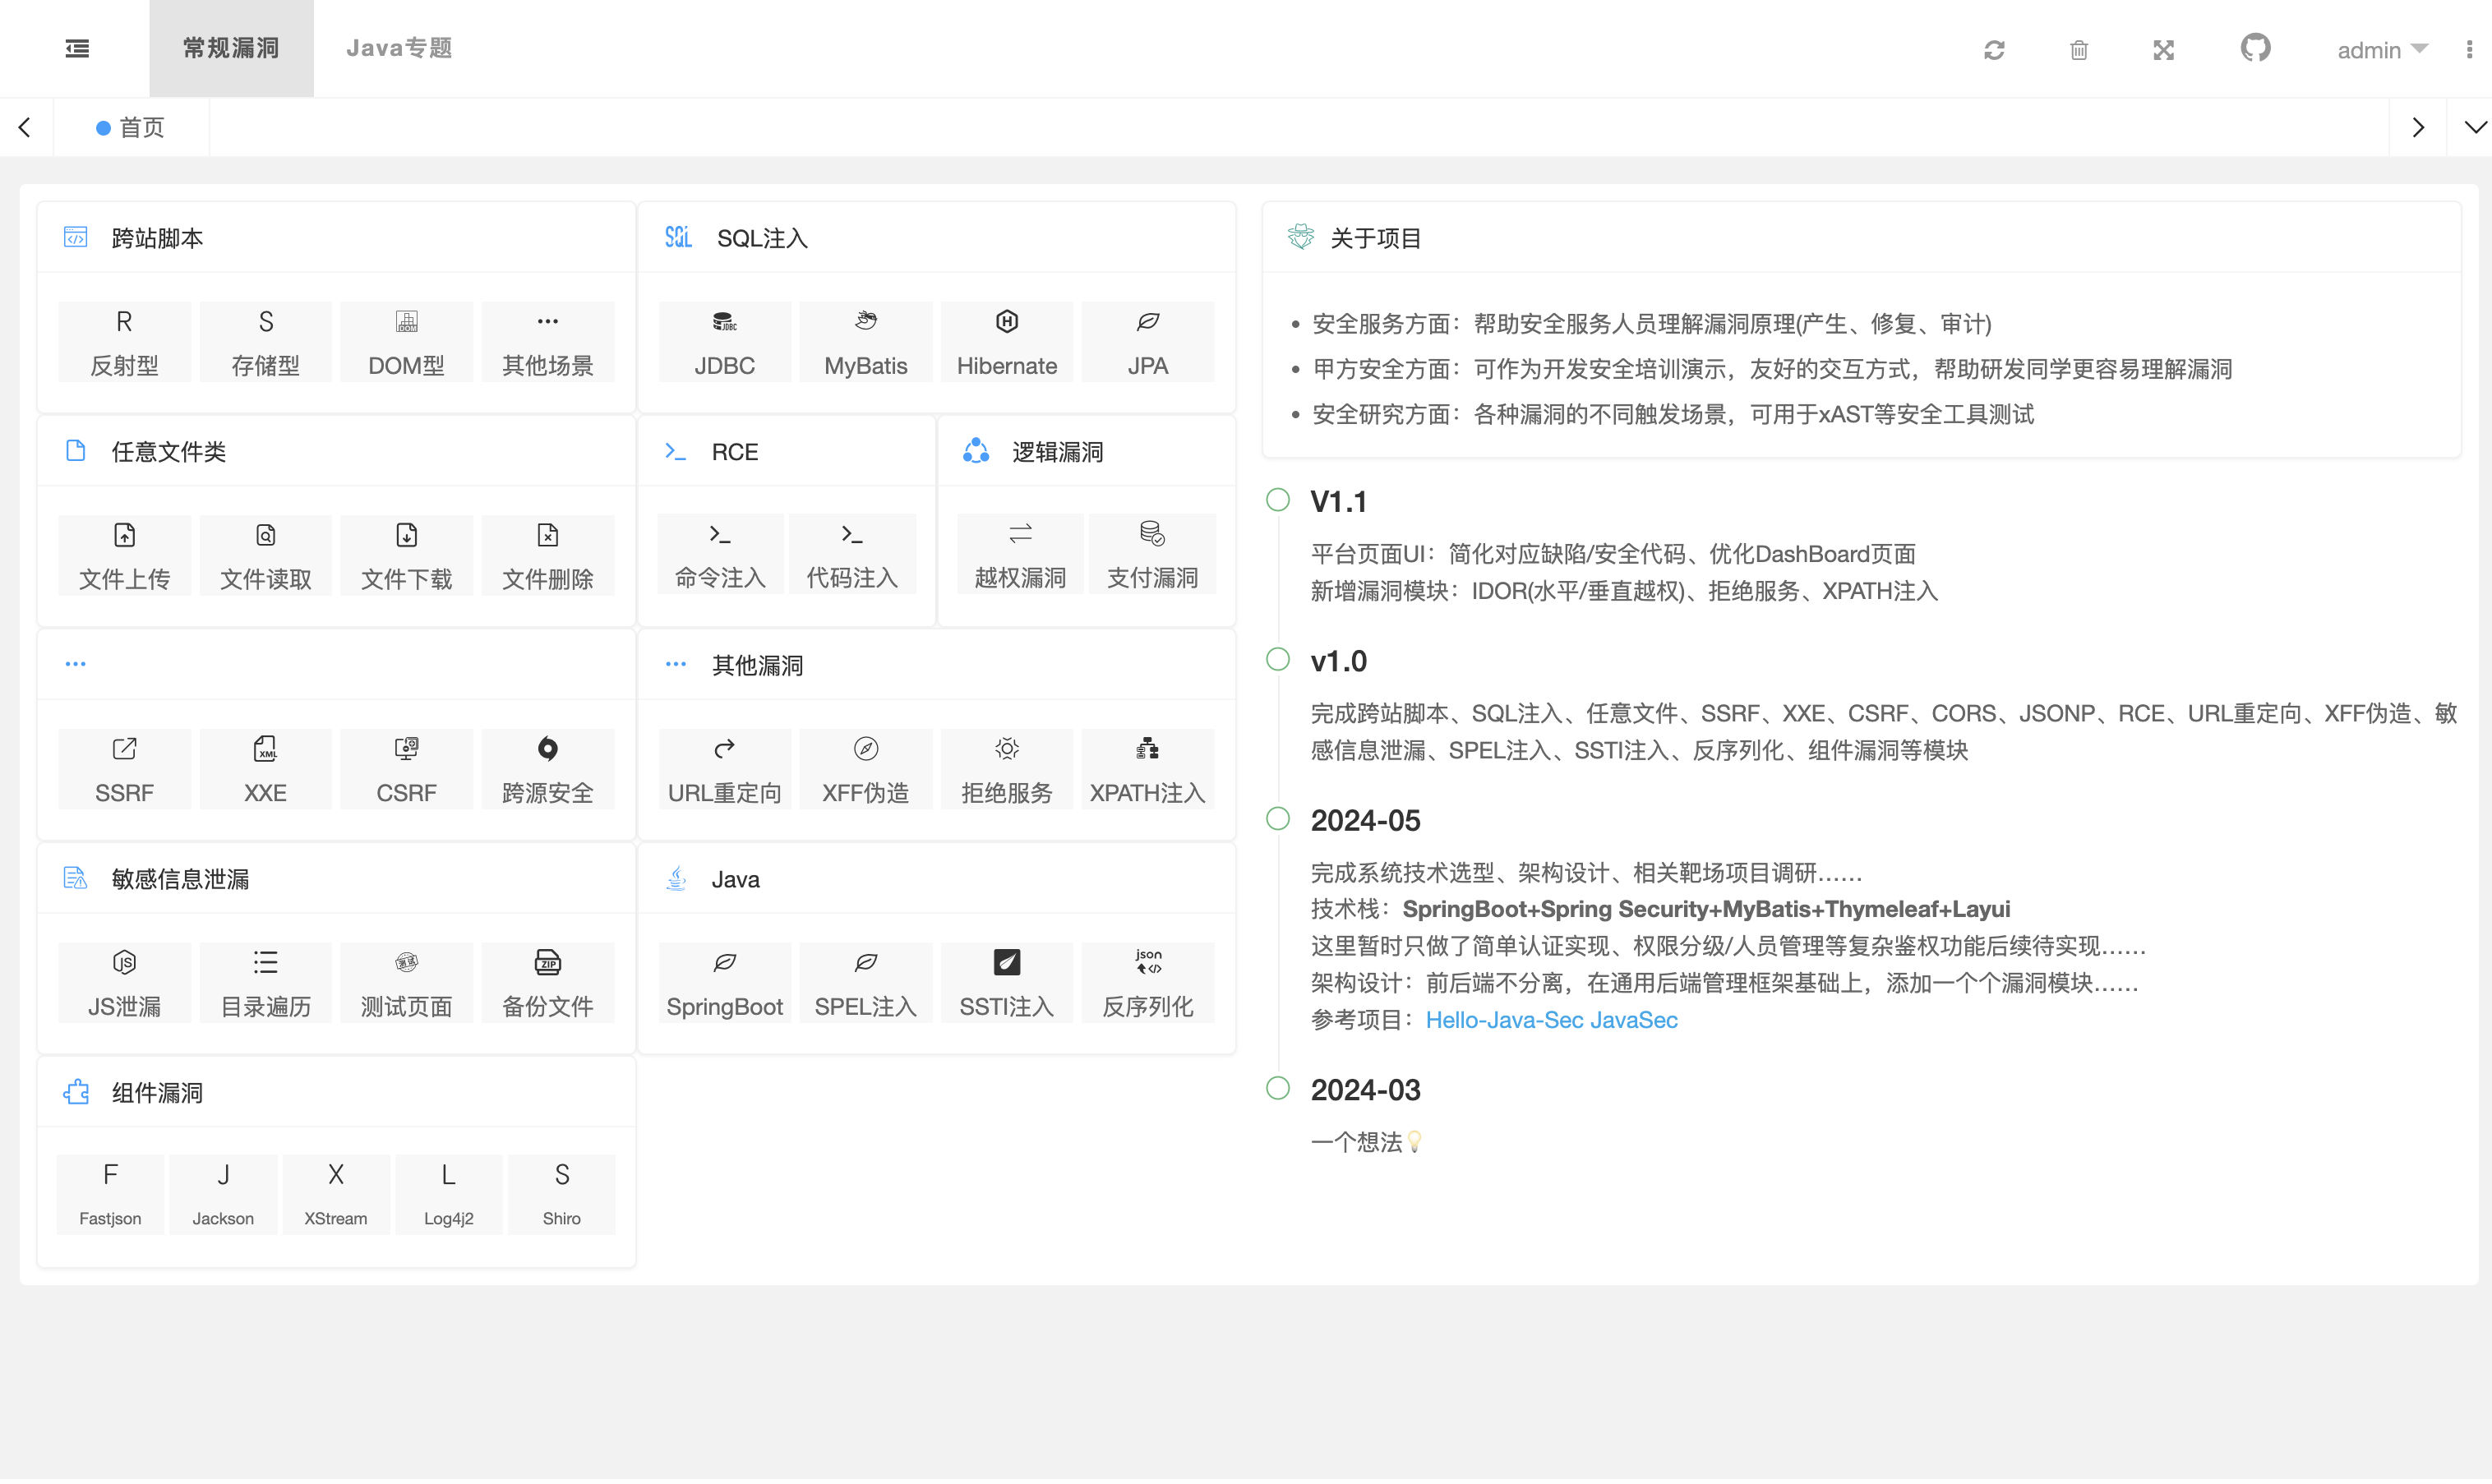 常规漏洞
Java专题
admin
首页
跨站脚本
R
反射型
S
存储型
DOM
DOM型
其他场景
SQL
SQL注入
JDBC
JDBC
MyBatis
H
Hibernate
JPA
任意文件类
文件上传
文件读取
文件下载
文件删除
RCE
命令注入
代码注入
逻辑漏洞
越权漏洞
支付漏洞
SSRF
XML
XXE
CSRF
跨源安全
其他漏洞
URL重定向
XFF伪造
拒绝服务
XPATH注入
敏感信息泄漏
JS
JS泄漏
目录遍历
测试
测试页面
ZIP
备份文件
Java
SpringBoot
SPEL注入
SSTI注入
json
反序列化
组件漏洞
F
Fastjson
J
Jackson
X
XStream
L
Log4j2
S
Shiro
关于项目
• 安全服务方面：帮助安全服务人员理解漏洞原理(产生、修复、审计)
• 甲方安全方面：可作为开发安全培训演示，友好的交互方式，帮助研发同学更容易理解漏洞
• 安全研究方面：各种漏洞的不同触发场景，可用于xAST等安全工具测试
V1.1
平台页面UI：简化对应缺陷/安全代码、优化DashBoard页面
新增漏洞模块：IDOR(水平/垂直越权)、拒绝服务、XPATH注入
v1.0
完成跨站脚本、SQL注入、任意文件、SSRF、XXE、CSRF、CORS、JSONP、RCE、URL重定向、XFF伪造、敏
感信息泄漏、SPEL注入、SSTI注入、反序列化、组件漏洞等模块
2024-05
完成系统技术选型、架构设计、相关靶场项目调研……
技术栈：SpringBoot+Spring Security+MyBatis+Thymeleaf+Layui
这里暂时只做了简单认证实现、权限分级/人员管理等复杂鉴权功能后续待实现……
架构设计：前后端不分离，在通用后端管理框架基础上，添加一个个漏洞模块……
参考项目：Hello-Java-Sec JavaSec
2024-03
一个想法💡